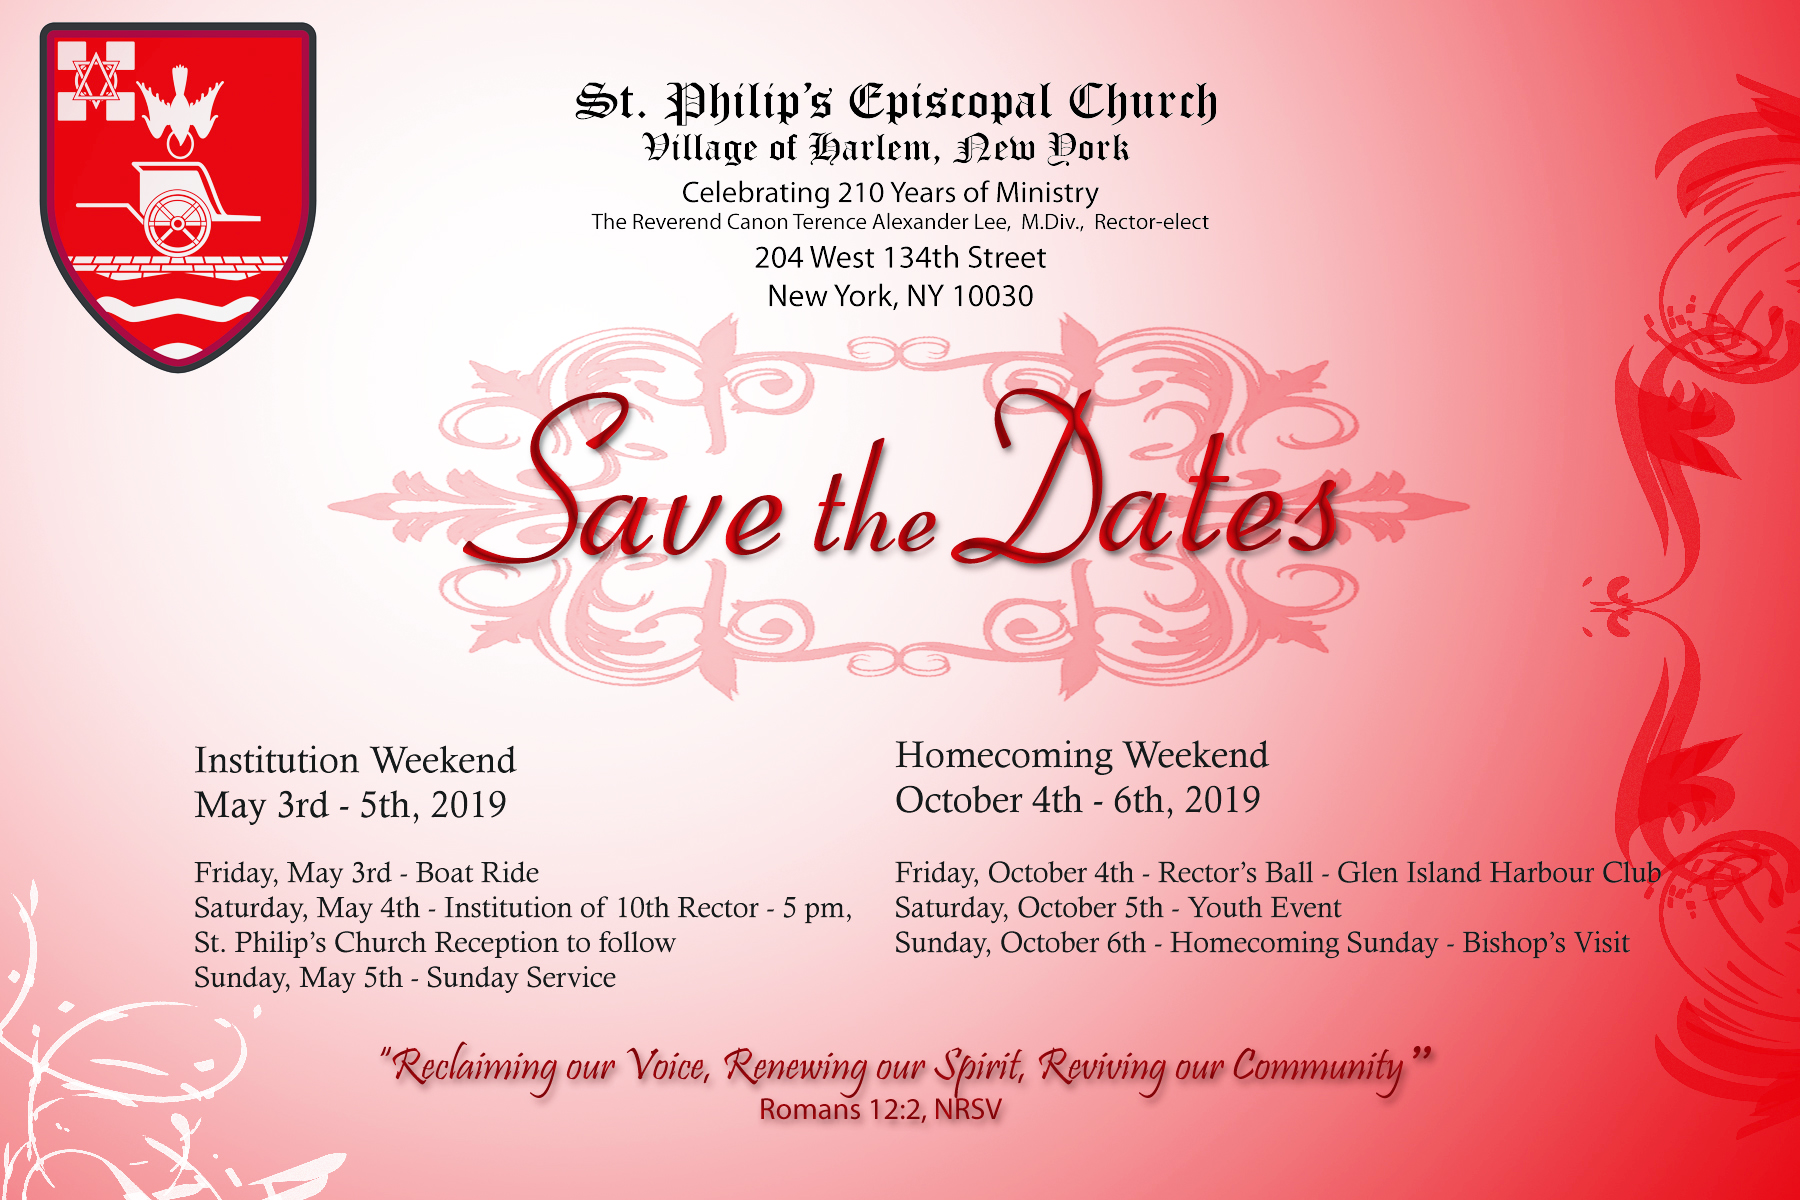 St. Philip's Episcopal Church
Village of Harlem, New York
Celebrating 210 Years of Ministry
The Reverend Canon Terence Alexander Lee, M.Div., Rector-elect
204 West 134th Street
New York, NY 10030
Save the Dates
Institution Weekend
May 3rd - 5th, 2019
Friday, May 3rd - Boat Ride
Saturday, May 4th - Institution of 10th Rector - 5 pm,
St. Philip's Church Reception to follow
Sunday, May 5th - Sunday Service
Homecoming Weekend
October 4th - 6th, 2019
Friday, October 4th - Rector's Ball - Glen Island Harbour Club
Saturday, October 5th - Youth Event
Sunday, October 6th - Homecoming Sunday - Bishop's Visit
"Reclaiming our Voice, Renewing our Spirit, Reviving our Community"
Romans 12:2, NRSV